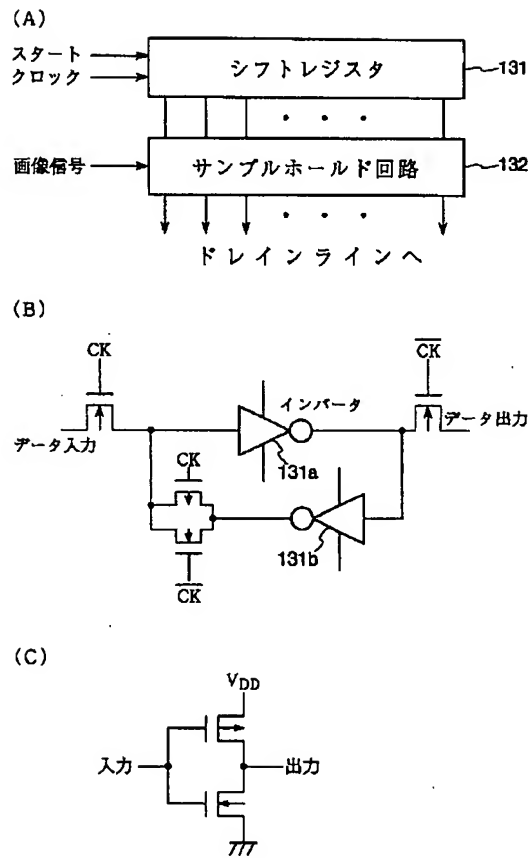 (A)
スタート
クロック
シフトレジスタ
131
画像信号
サンプルホールド回路
132
ドレインラインへ
(B)
CK
CK
インバータ
データ入力
131a
データ出力
CK
131b
CK
(C)
VDD
入力
出力